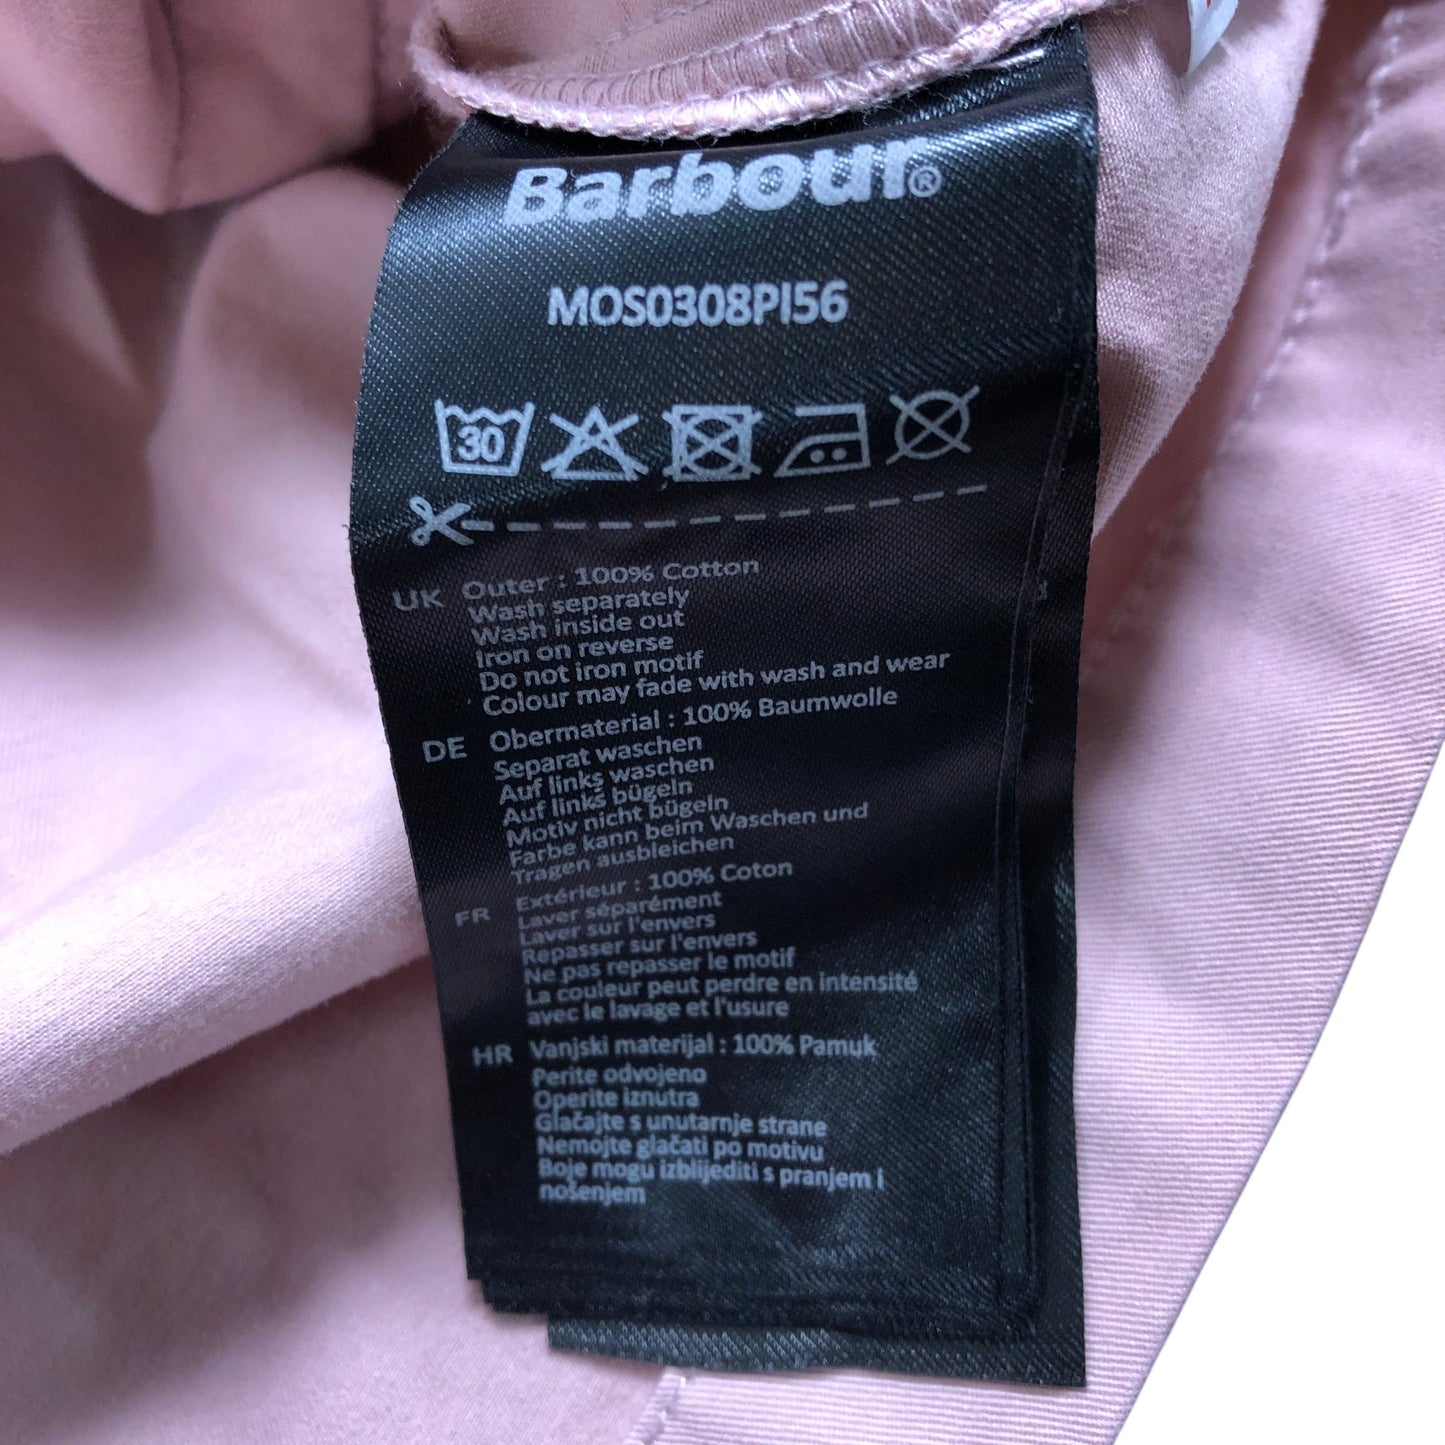 Barbour®
MOS0308PI56
30
UK Outer : 100% Cotton
Wash separately
Wash inside out
Iron on reverse
Do not iron motif
Colour may fade with wash and wear
DE Obermaterial : 100% Baumwolle
Separat waschen
Auf links waschen
Auf links bügeln
Motiv nicht bügeln
Farbe kann beim Waschen und
Tragen ausbleichen
FR Extérieur : 100% Coton
Laver séparément
Laver sur l'envers
Repasser sur l'envers
Ne pas repasser le motif
La couleur peut perdre en intensité
avec le lavage et l'usure
HR Vanjski materijal : 100% Pamuk
Perite odvojeno
Operite iznutra
Glačajte s unutarnje strane
Nemojte glačati po motivu
Boje mogu izblijediti s pranjem i
nošenjem